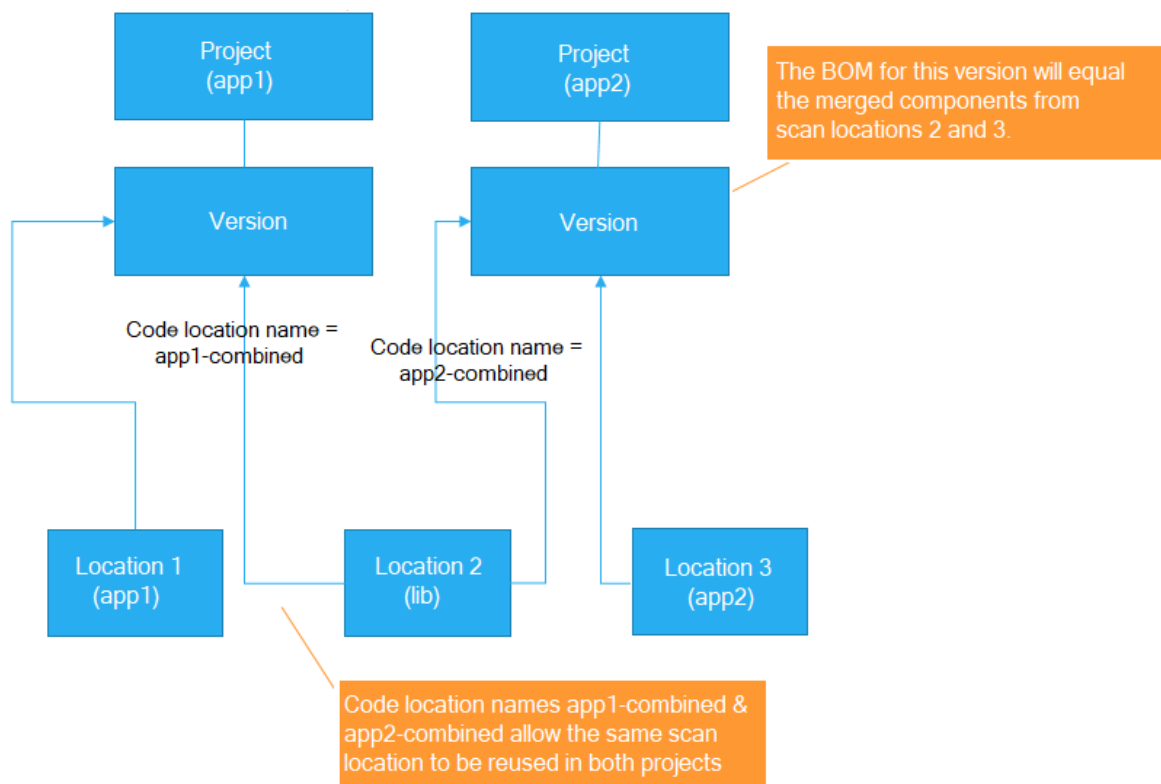 Project
(app1)
Project
(app2)
The BOM for this version will equal
the merged components from
scan locations 2 and 3.
Version
Version
Code location name =
app1-combined
Code location name =
app2-combined
Location 1
(app1)
Location 2
(lib)
Location 3
(app2)
Code location names app1-combined &
app2-combined allow the same scan
location to be reused in both projects